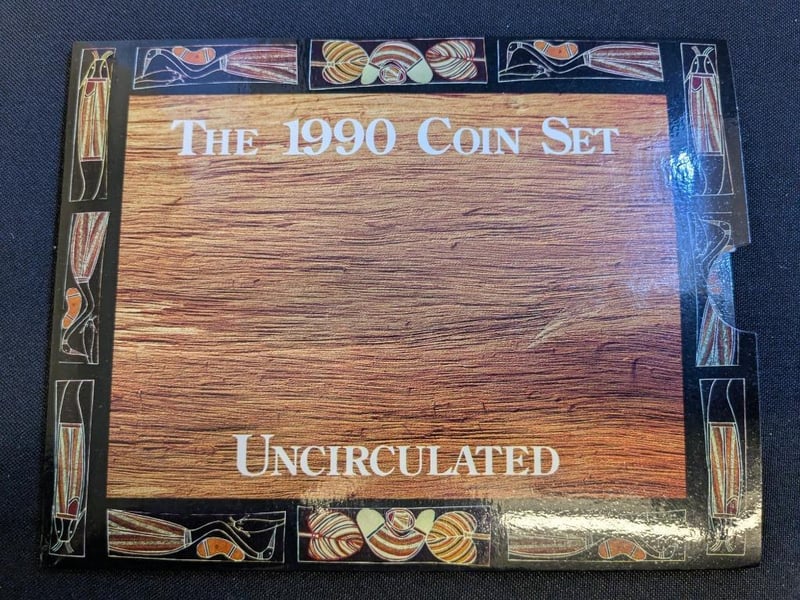 The 1990 Coin Set
Uncirculated